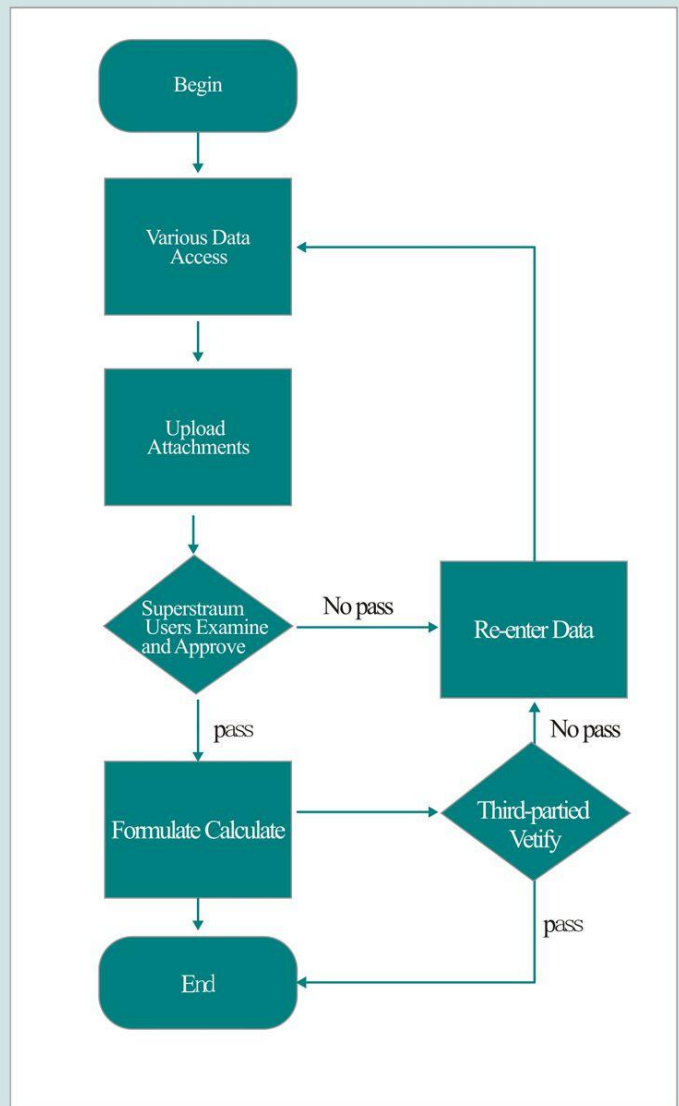 Begin
Various Data
Access
Upload
Attachments
Superstraum
Users Examine
and Approve
No pass
Re-enter Data
pass
No pass
Formulate Calculate
Third-partied
Vetify
pass
End